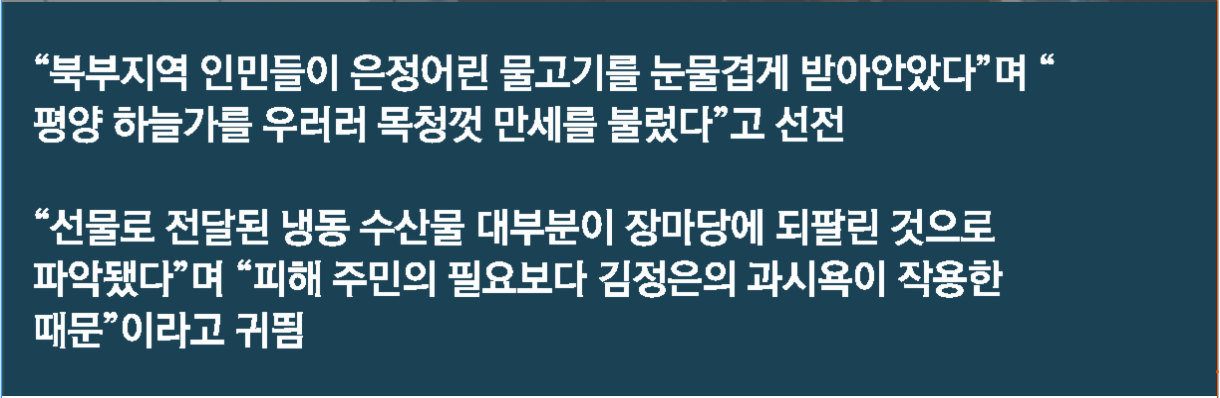 “북부지역 인민들이 은정어린 물고기를 눈물겹게 받아안았다”며 “
평양 하늘가를 우러러 목청껏 만세를 불렀다”고 선전
“선물로 전달된 냉동 수산물 대부분이 장마당에 되팔린 것으로
파악됐다”며 “피해 주민의 필요보다 김정은의 과시욕이 작용한
때문”이라고 귀띔